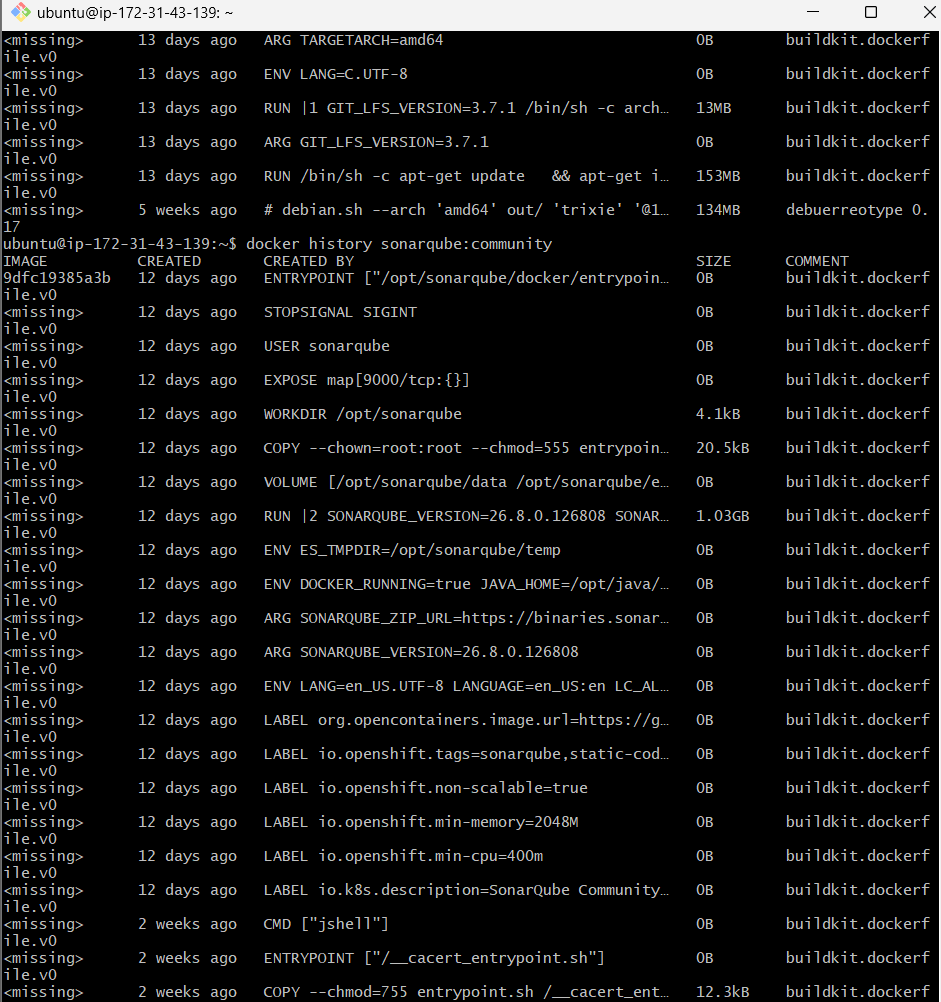 ubuntu@ip-172-31-43-139: ~
<missing>      13 days ago   ARG TARGETARCH=amd64                            0B        buildkit.dockerf
ile.v0
<missing>      13 days ago   ENV LANG=C.UTF-8                                0B        buildkit.dockerf
ile.v0
<missing>      13 days ago   RUN |1 GIT_LFS_VERSION=3.7.1 /bin/sh -c arch…   13MB      buildkit.dockerf
ile.v0
<missing>      13 days ago   ARG GIT_LFS_VERSION=3.7.1                       0B        buildkit.dockerf
ile.v0
<missing>      13 days ago   RUN /bin/sh -c apt-get update   && apt-get i…   153MB     buildkit.dockerf
ile.v0
<missing>      5 weeks ago   # debian.sh --arch 'amd64' out/ 'trixie' '@1…   134MB     debuerreotype 0.
17
ubuntu@ip-172-31-43-139:~$ docker history sonarqube:community
IMAGE          CREATED       CREATED BY                                      SIZE      COMMENT
9dfc19385a3b   12 days ago   ENTRYPOINT ["/opt/sonarqube/docker/entrypoin…   0B        buildkit.dockerf
ile.v0
<missing>      12 days ago   STOPSIGNAL SIGINT                               0B        buildkit.dockerf
ile.v0
<missing>      12 days ago   USER sonarqube                                  0B        buildkit.dockerf
ile.v0
<missing>      12 days ago   EXPOSE map[9000/tcp:{}]                         0B        buildkit.dockerf
ile.v0
<missing>      12 days ago   WORKDIR /opt/sonarqube                          4.1kB     buildkit.dockerf
ile.v0
<missing>      12 days ago   COPY --chown=root:root --chmod=555 entrypoin…   20.5kB    buildkit.dockerf
ile.v0
<missing>      12 days ago   VOLUME [/opt/sonarqube/data /opt/sonarqube/e…   0B        buildkit.dockerf
ile.v0
<missing>      12 days ago   RUN |2 SONARQUBE_VERSION=26.8.0.126808 SONAR…   1.03GB    buildkit.dockerf
ile.v0
<missing>      12 days ago   ENV ES_TMPDIR=/opt/sonarqube/temp               0B        buildkit.dockerf
ile.v0
<missing>      12 days ago   ENV DOCKER_RUNNING=true JAVA_HOME=/opt/java/…   0B        buildkit.dockerf
ile.v0
<missing>      12 days ago   ARG SONARQUBE_ZIP_URL=https://binaries.sonar…   0B        buildkit.dockerf
ile.v0
<missing>      12 days ago   ARG SONARQUBE_VERSION=26.8.0.126808             0B        buildkit.dockerf
ile.v0
<missing>      12 days ago   ENV LANG=en_US.UTF-8 LANGUAGE=en_US:en LC_AL…   0B        buildkit.dockerf
ile.v0
<missing>      12 days ago   LABEL org.opencontainers.image.url=https://g…   0B        buildkit.dockerf
ile.v0
<missing>      12 days ago   LABEL io.openshift.tags=sonarqube,static-cod…   0B        buildkit.dockerf
ile.v0
<missing>      12 days ago   LABEL io.openshift.non-scalable=true            0B        buildkit.dockerf
ile.v0
<missing>      12 days ago   LABEL io.openshift.min-memory=2048M             0B        buildkit.dockerf
ile.v0
<missing>      12 days ago   LABEL io.openshift.min-cpu=400m                 0B        buildkit.dockerf
ile.v0
<missing>      12 days ago   LABEL io.k8s.description=SonarQube Community…   0B        buildkit.dockerf
ile.v0
<missing>      2 weeks ago   CMD ["jshell"]                                  0B        buildkit.dockerf
ile.v0
<missing>      2 weeks ago   ENTRYPOINT ["/__cacert_entrypoint.sh"]          0B        buildkit.dockerf
ile.v0
<missing>      2 weeks ago   COPY --chmod=755 entrypoint.sh /__cacert_ent…   12.3kB    buildkit.dockerf